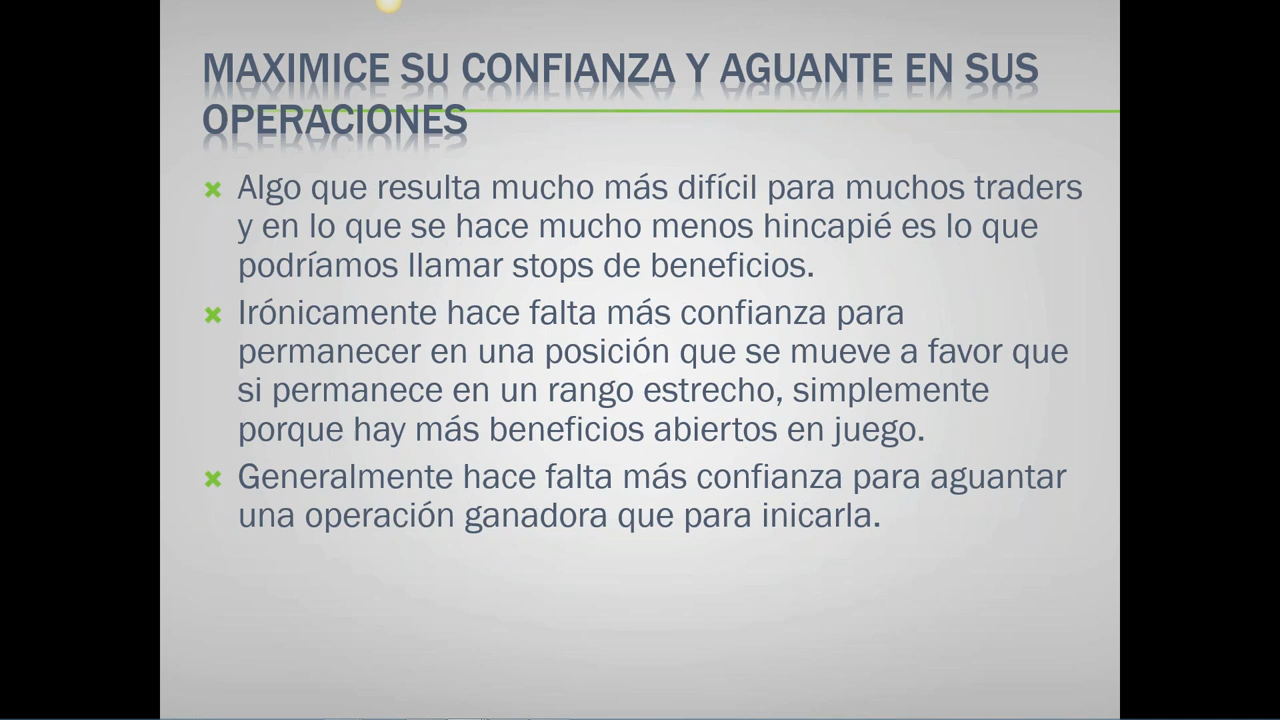 MAXIMICE SU CONFIANZA Y AGUANTE EN SUS
OPERACIONES
Algo que resulta mucho más difícil para muchos traders
y en lo que se hace mucho menos hincapié es lo que
podríamos llamar stops de beneficios.
Irónicamente hace falta más confianza para
permanecer en una posición que se mueve a favor que
si permanece en un rango estrecho, simplemente
porque hay más beneficios abiertos en juego.
Generalmente hace falta más confianza para aguantar
una operación ganadora que para inicarla.